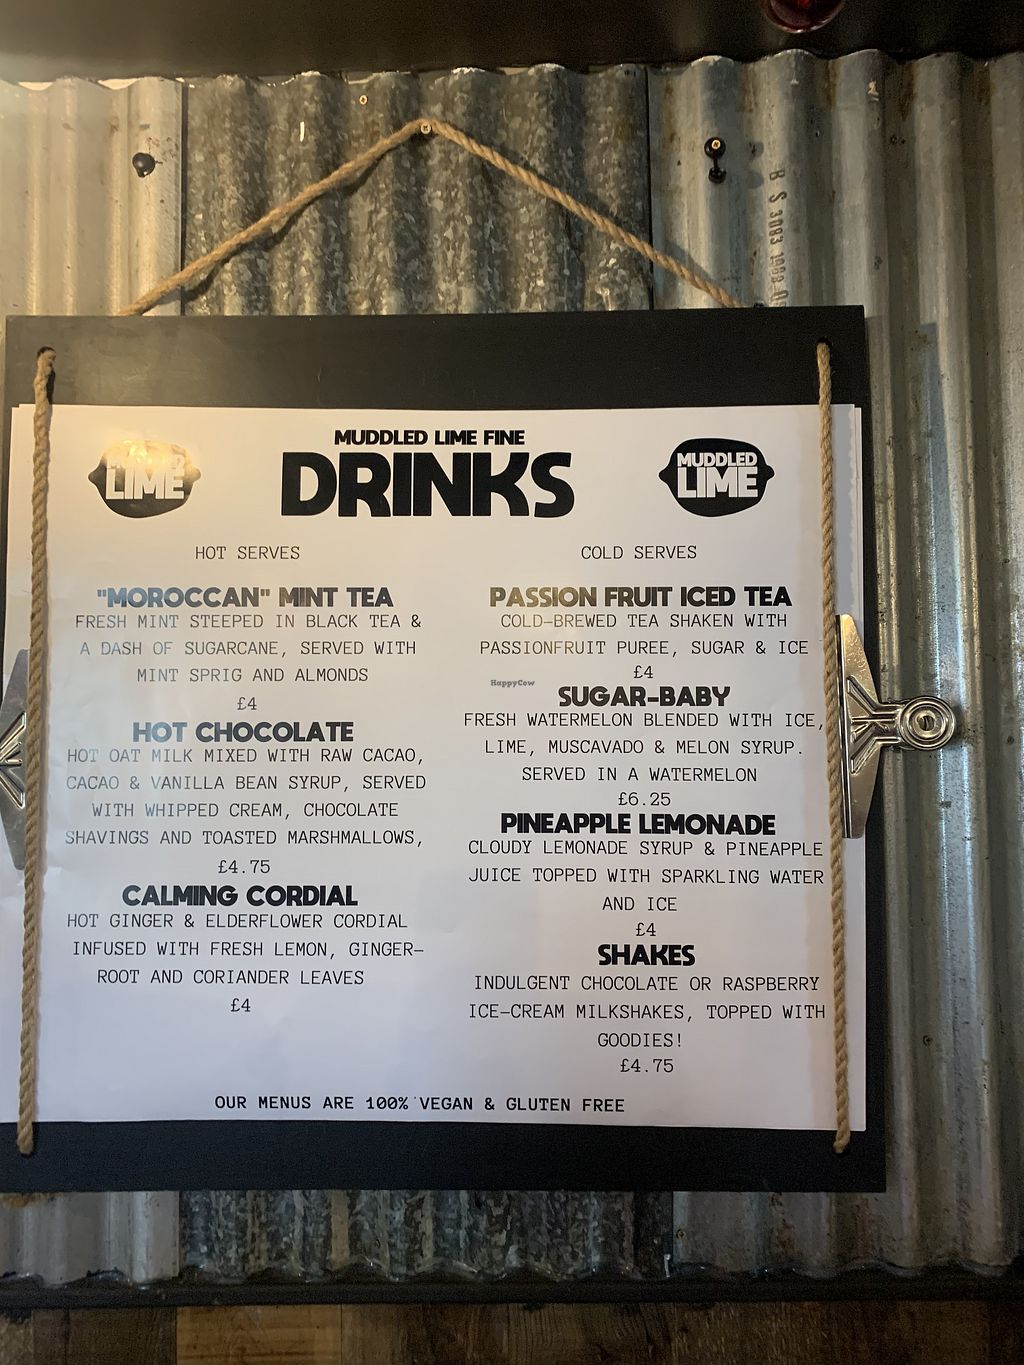 B S 3083 1988
MUDDLED LIME FINE
DRINKS
LIME
MUDDLED
LIME
HOT SERVES
"MOROCCAN" MINT TEA
FRESH MINT STEEPED IN BLACK TEA &
A DASH OF SUGARCANE, SERVED WITH
MINT SPRIG AND ALMONDS
£4
HOT CHOCOLATE
HOT OAT MILK MIXED WITH RAW CACAO,
CACAO & VANILLA BEAN SYRUP, SERVED
WITH WHIPPED CREAM, CHOCOLATE
SHAVINGS AND TOASTED MARSHMALLOWS,
£4.75
CALMING CORDIAL
HOT GINGER & ELDERFLOWER CORDIAL
INFUSED WITH FRESH LEMON, GINGER-
ROOT AND CORIANDER LEAVES
£4
COLD SERVES
PASSION FRUIT ICED TEA
COLD-BREWED TEA SHAKEN WITH
PASSIONFRUIT PUREE, SUGAR & ICE
£4
HappyCow
SUGAR-BABY
FRESH WATERMELON BLENDED WITH ICE,
LIME, MUSCAVADO & MELON SYRUP.
SERVED IN A WATERMELON
£6.25
PINEAPPLE LEMONADE
CLOUDY LEMONADE SYRUP & PINEAPPLE
JUICE TOPPED WITH SPARKLING WATER
AND ICE
£4
SHAKES
INDULGENT CHOCOLATE OR RASPBERRY
ICE-CREAM MILKSHAKES, TOPPED WITH
GOODIES!
£4.75
OUR MENUS ARE 100% VEGAN & GLUTEN FREE